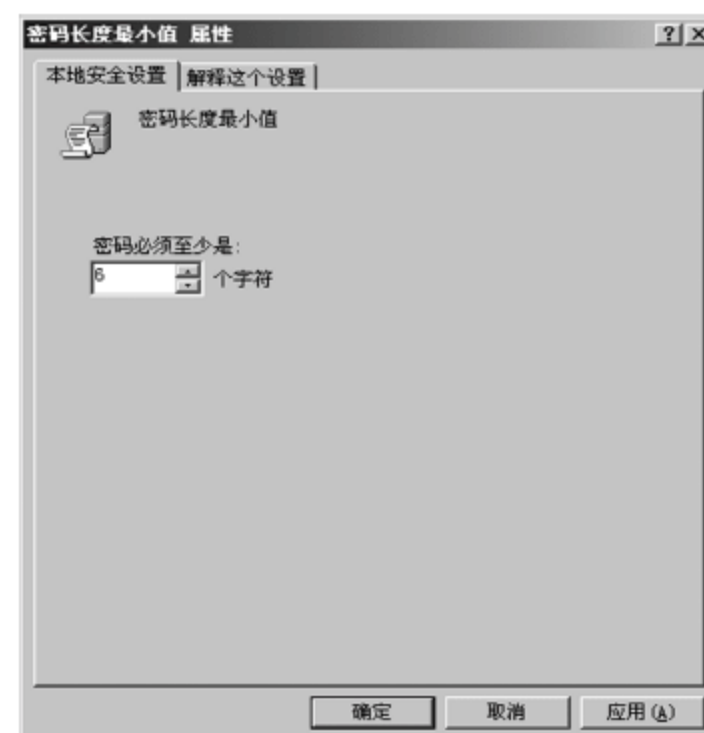 密码长度最小值 属性
本地安全设置 解释这个设置
密码长度最小值
密码必须至少是:
6 个字符
确定 取消 应用(A)